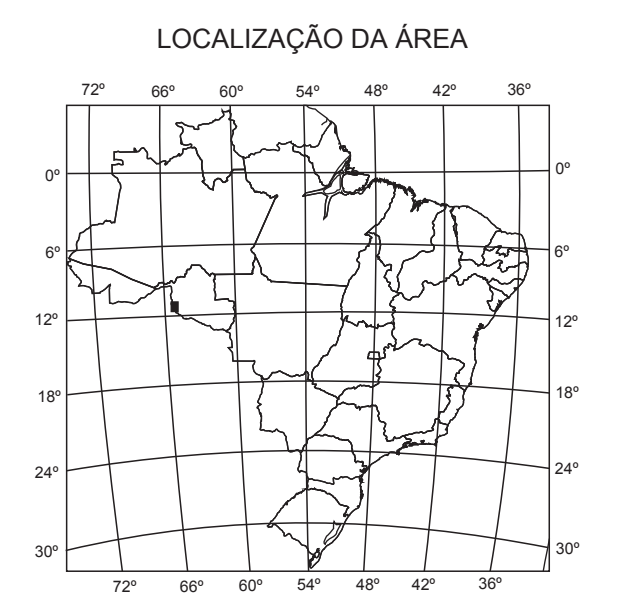 LOCALIZAÇÃO DA ÁREA
72º 66º 60º 54º 48º 42º 36º
0º 0º
6º 6º
12º 12º
18º 18º
24º 24º
30º 30º
72º 66º 60º 54º 48º 42º 36º